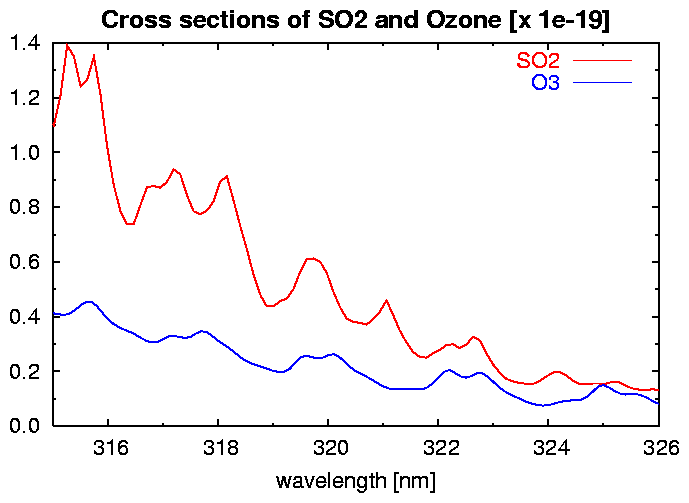 Cross sections of SO2 and Ozone [x 1e-19]
SO2
O3
1.4
1.2
1.0
0.8
0.6
0.4
0.2
0.0
316 318 320 322 324 326
wavelength [nm]